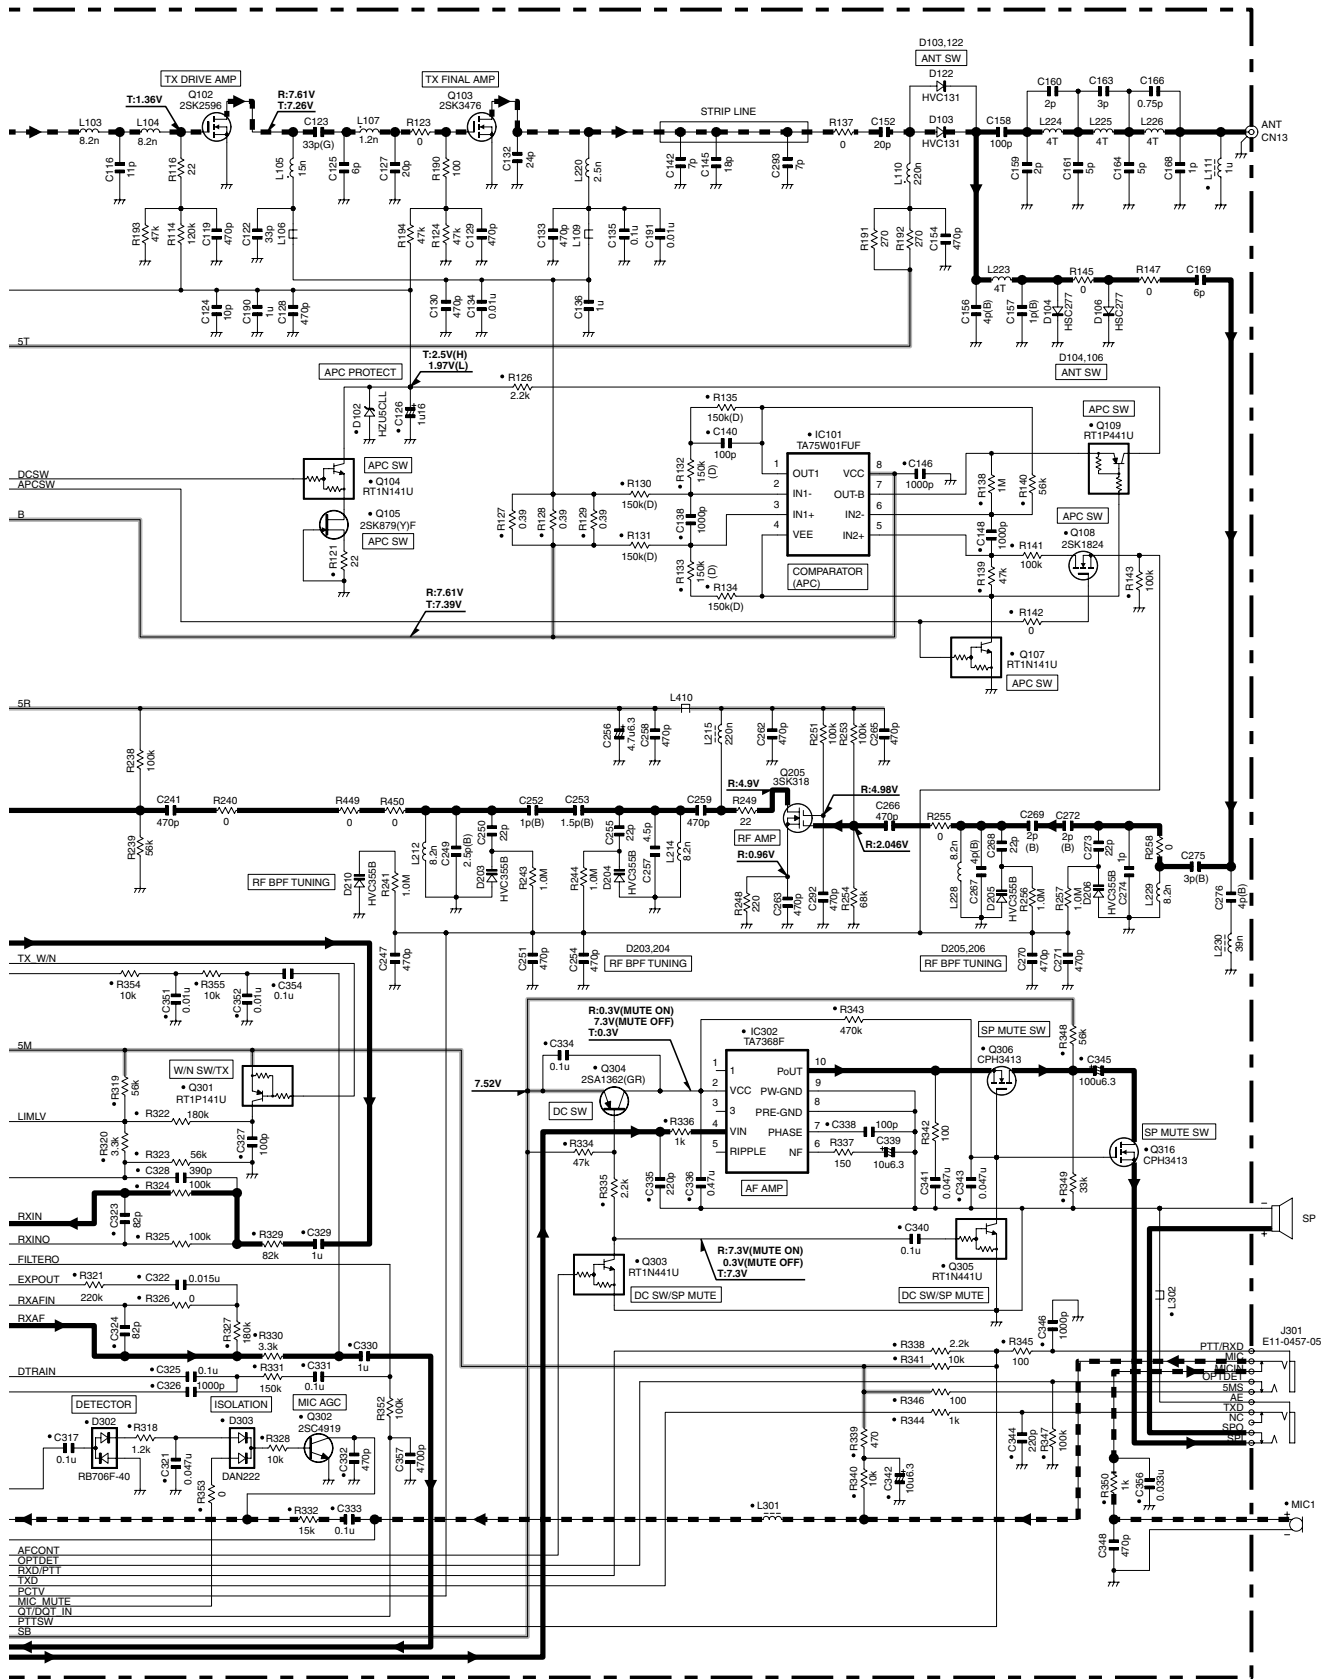 D103,122
ANT SW
D122
HVC131
TX DRIVE AMP
Q102
2SK2596
R:7.61V
T:7.26V
T:1.36V
TX FINAL AMP
Q103
2SK3476
STRIP LINE
C160
2p
C163
3p
C166
0.75p
L103
8.2n
L104
8.2n
C123
33p(G)
L107
1.2n
R123
0
R137
0
C152
20p
D103
HVC131
C158
100p
L224
4T
L225
4T
L226
4T
ANT
CN13
C116
11p
R116
22
L105
15n
C125
6p
C127
20p
R190
100
C132
24p
L220
2.5n
C142
7p
C145
18p
C293
7p
L110
220n
C159
2p
C161
5p
C164
5p
C168
1p
• L111
1u
R193
47k
R114
120k
C119
470p
C122
33p
L106
R194
47k
R124
47k
C129
470p
C133
470p
L109
C135
0.1u
C191
0.01u
R191
270
R192
270
C154
470p
L223
4T
R145
0
R147
0
C169
6p
C124
10p
C190
1u
C128
470p
C130
470p
C134
0.01u
C136
1u
C156
4p(B)
C157
1p(B)
D104
HSC277
D106
HSC277
D104,106
ANT SW
5T
T:2.5V(H)
1.97V(L)
APC PROTECT
• R126
2.2k
• D102
HZU5CLL
• C126
1u16
• R135
150k(D)
• C140
100p
• IC101
TA75W01FUF
APC SW
• Q109
RT1P441U
APC SW
• Q104
RT1N141U
DCSW
APCSW
• R132
150k
(D)
1 OUT1 VCC 8
2 IN1- OUT-B 7
3 IN1+ IN2- 6
4 VEE IN2+ 5
• C146
1000p
• R138
1M
• R140
56k
• R130
150k(D)
B
Q105
2SK879(Y)F
APC SW
• R121
22
• R127
0.39
• R128
0.39
• R129
0.39
• C138
1000p
• R131
150k(D)
• C148
1000p
APC SW
• Q108
2SK1824
• R141
100k
• R133
150k
(D)
COMPARATOR
(APC)
• R139
47k
• R143
100k
• R134
150k(D)
R:7.61V
T:7.39V
• R142
0
• Q107
RT1N141U
APC SW
5R
L410
R238
100k
C256
4.7u6.3
C258
470p
L215
220n
C262
470p
R251
100k
R253
100k
C265
470p
Q205
3SK318
R:4.9V
R:4.98V
C241
470p
R240
0
R449
0
R450
0
C252
1p(B)
C253
1.5p(B)
C259
470p
R249
22
C266
470p
R255
0
C269
2p
(B)
C272
2p
(B)
R258
0
C275
3p(B)
RF AMP
R:2.046V
R:0.96V
R239
56k
L212
8.2n
C249
2.5p(B)
C250
22p
D203
HVC355B
R243
1.0M
R244
1.0M
C255
22p
D204
HVC355B
C257
4.5p
L214
8.2n
RF BPF TUNING
D210
HVC355B
R241
1.0M
R248
220
C263
470p
C292
470p
R254
68k
L228
8.2n
C267
4p(B)
C268
22p
D205
HVC355B
R256
1.0M
R257
1.0M
C273
22p
D206
HVC355B
C274
1p
L229
8.2n
C276
4p(B)
L230
39n
C247
470p
C251
470p
C254
470p
D203,204
RF BPF TUNING
D205,206
RF BPF TUNING
C270
470p
C271
470p
TX_W/N
• R354
10k
• C351
0.01u
• R355
10k
• C352
0.01u
• C354
0.1u
5M
R:0.3V(MUTE ON)
7.3V(MUTE OFF)
T:0.3V
• R343
470k
• IC302
TA7368F
SP MUTE SW
• Q306
CPH3413
• R348
56k
• C345
100u6.3
W/N SW/TX
• Q301
RT1P141U
• R319
56k
• C334
0.1u
• Q304
2SA1362(GR)
7.52V
1 1 PoUT 10
2 VCC PW-GND 9
3 3 PRE-GND 8
4 VIN PHASE 7
5 RIPPLE NF 6
DC SW
LIMLV
• R322 180k
• R320
3.3k
• C327
100p
• R323 56k
• C328 390p
• R324 100k
• R336
1k
• C338 100p
• R337
150
• C339
10u6.3
• R342
100
SP MUTE SW
• Q316
CPH3413
• R334
47k
• R335
2.2k
• C335
220p
• C336
0.47u
AF AMP
• C341
0.047u
• C343
0.047u
• R349
33k
RXIN
• C323
82p
RXINO
• R325 100k
• R329
82k
• C329
1u
SP
• C340
0.1u
• Q303
RT1N441U
R:7.3V(MUTE ON)
0.3V(MUTE OFF)
T:7.3V
• Q305
RT1N441U
DC SW/SP MUTE
DC SW/SP MUTE
FILTERO
EXPOUT
• R321
220k
• C322 0.015u
RXAFIN
• R326 0
RXAF
• C324
82p
• R327
180k
• R330
3.3k
• C330
1u
• L302
• C346
1000p
J301
E11-0457-05
• R338 2.2k
• R341 10k
• R345
100
PTT/RXD
MIC
MICIN
OPTDET
5MS
AE
TXD
NC
SPO
SPI
DTRAIN
• C325 0.1u
• C326 1000p
• R331
150k
• C331
0.1u
• R346 100
• R344 1k
DETECTOR
ISOLATION
MIC AGC
• D302
RB706F-40
• R318
1.2k
• D303
DAN222
• R328
10k
• Q302
2SC4919
• R352
100k
• C317
0.1u
• C321
0.047u
• R353
0
• C332
470p
• C357
4700p
• R339
470
• R340
10k
• C342
10u6.3
• C344
220p
• R347
100k
• R350
1k
• C356
0.033u
• R332
15k
• C333
0.1u
• L301
• MIC1
C348
470p
AFCONT
OPTDET
RXD/PTT
TXD
PCTV
MIC_MUTE
QT/DQT_IN
PTTSW
SB